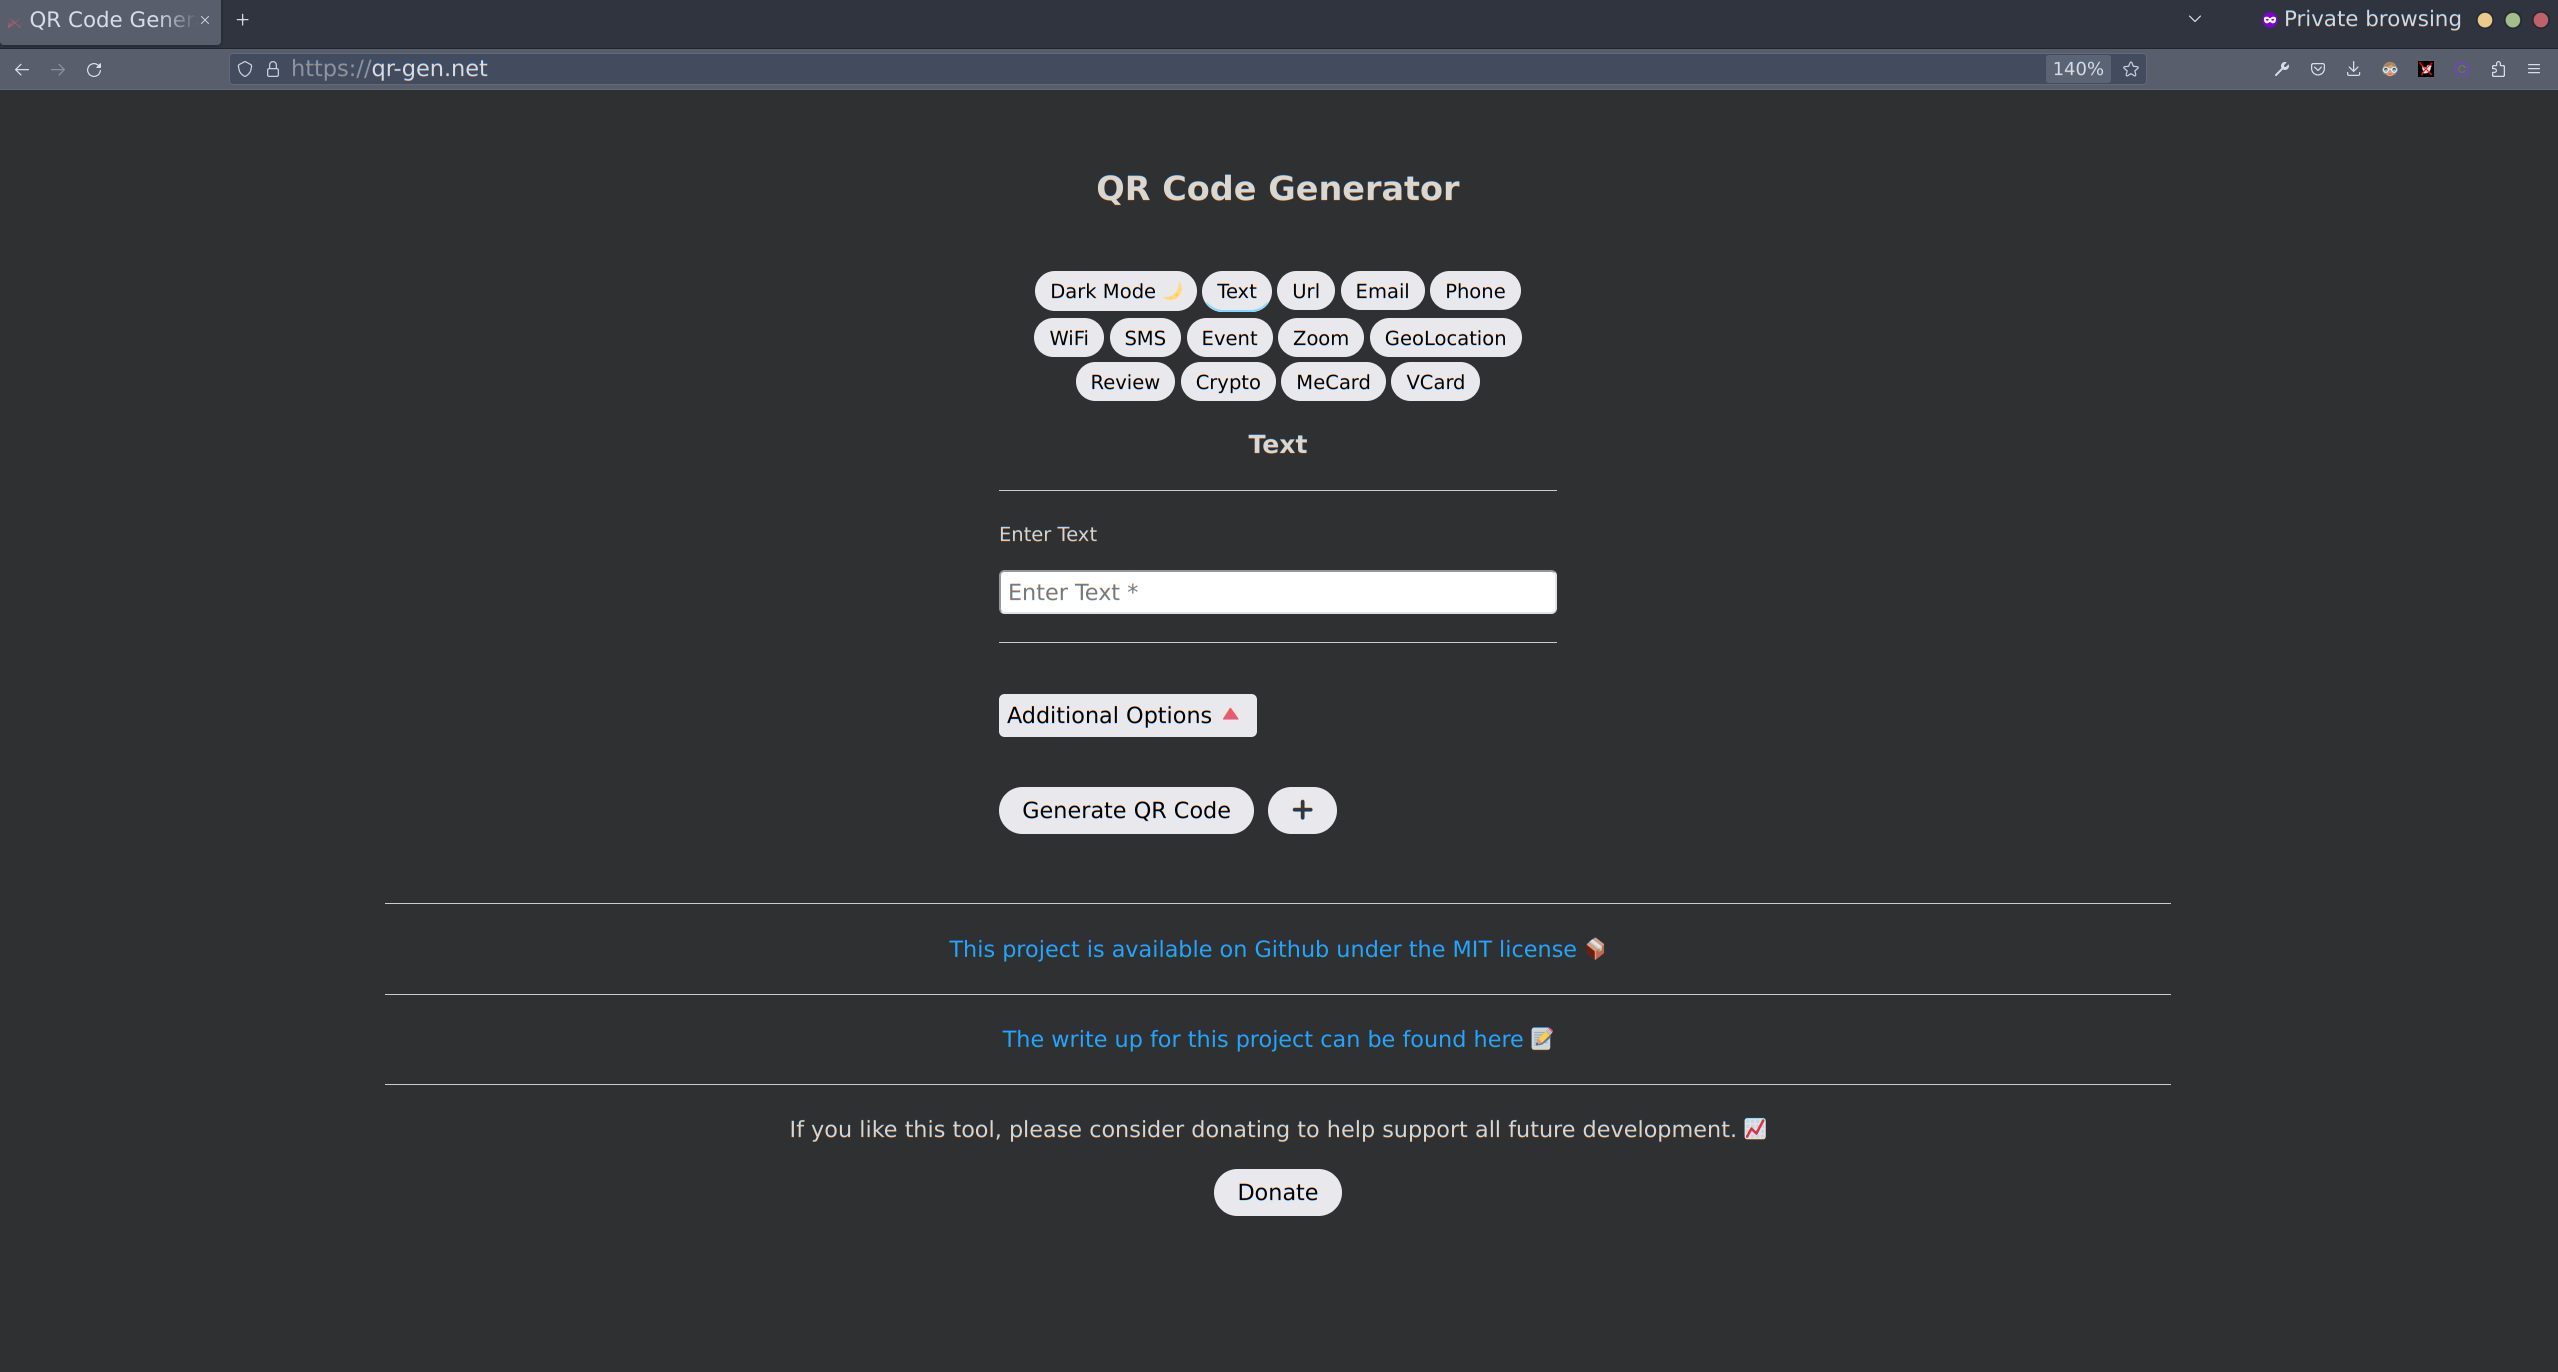 QR Code Gener
Private browsing
https://qr-gen.net
140%
QR Code Generator
Dark Mode 🌙 Text Url Email Phone
WiFi SMS Event Zoom GeoLocation
Review Crypto MeCard VCard
Text
Enter Text
Enter Text *
Additional Options 🔺
Generate QR Code ➕
This project is available on Github under the MIT license 📦
The write up for this project can be found here 📝
If you like this tool, please consider donating to help support all future development. 📈
Donate